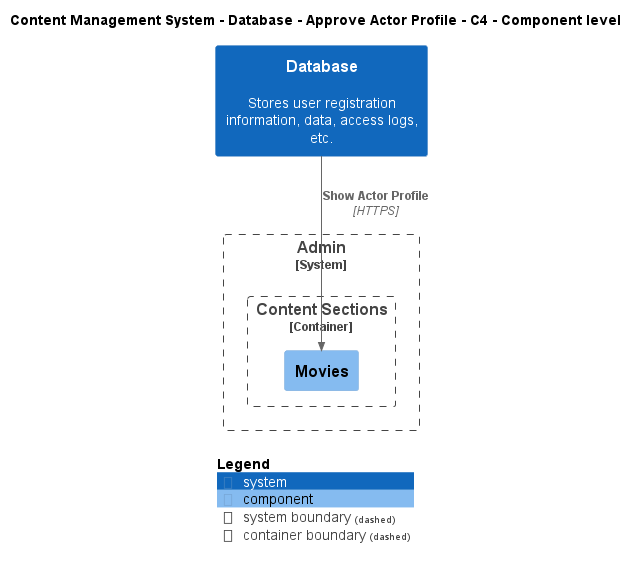 Content Management System - Database - Approve Actor Profile - C4 - Component level
Database
Stores user registration
information, data, access logs,
etc.
Show Actor Profile
[HTTPS]
Admin
[System]
Content Sections
[Container]
Movies
Legend
system
component
system boundary (dashed)
container boundary (dashed)